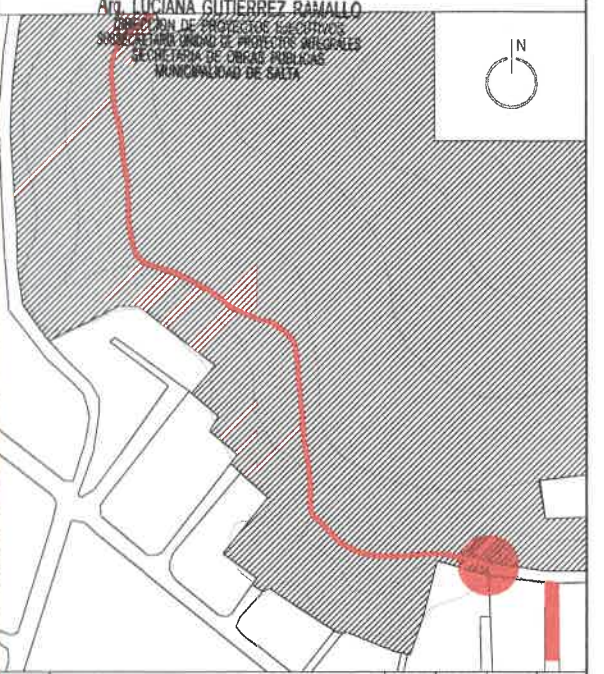 Arq. LUCIANA GUTIERREZ RAMALLO
DIRECCION DE PROYECTOS EJECUTIVOS
SUBSECRETARIA UNIDAD DE PROYECTOS INTEGRALES
SECRETARIA DE OBRAS PUBLICAS
MUNICIPALIDAD DE SALTA
N